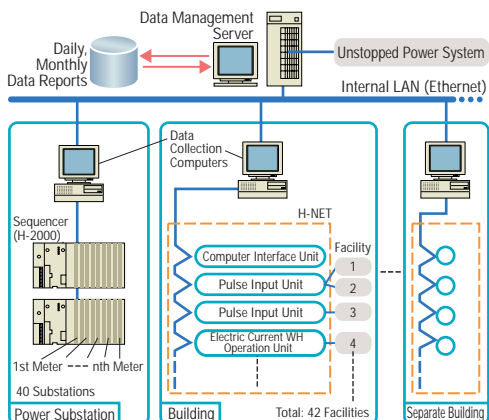 Data Management
Server
Daily,
Monthly
Data Reports
Unstopped Power System
Internal LAN (Ethernet)
Data
Collection
Computers
Sequencer
(H-2000)
1st Meter
nth Meter
40 Substations
Power Substation
H-NET
Computer Interface Unit
Pulse Input Unit
Pulse Input Unit
Electric Current WH
Operation Unit
Facility
1
2
3
4
Building
Total: 42 Facilities
Separate Building